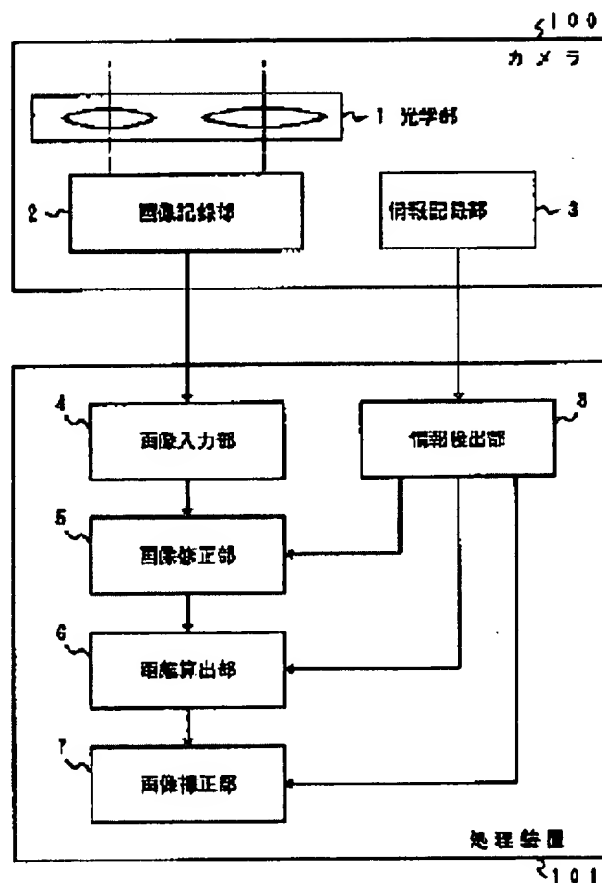 100
カメラ
1 光学部
2
画像記録部
情報記録部
3
4
画像入力部
情報検出部
8
5
画像修正部
6
距離算出部
7
画像補正部
処理装置
101